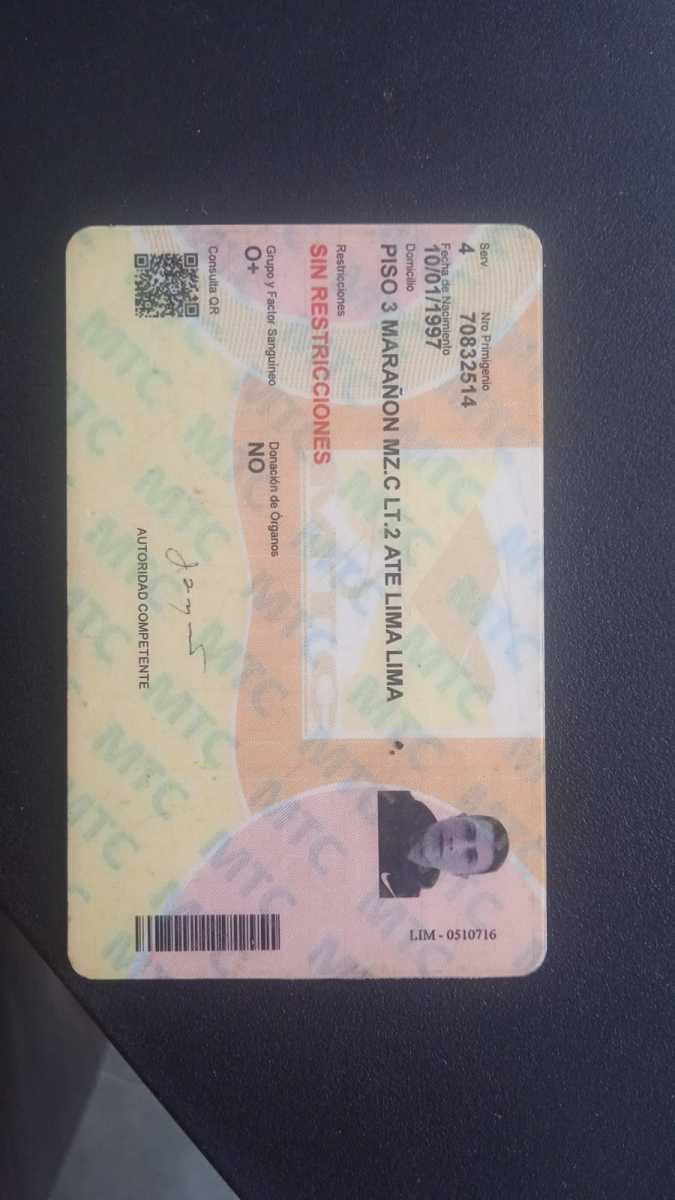 Serv Nro Primigenio
4 70832514
Fecha de Nacimiento
10/01/1997
Domicilio
PISO 3 MARAÑON MZ.C LT.2 ATE LIMA LIMA
Restricciones
SIN RESTRICCIONES
Grupo y Factor Sanguíneo Donación de Órganos
O+ NO
Consulta QR
AUTORIDAD COMPETENTE
LIM - 0510716
MTC